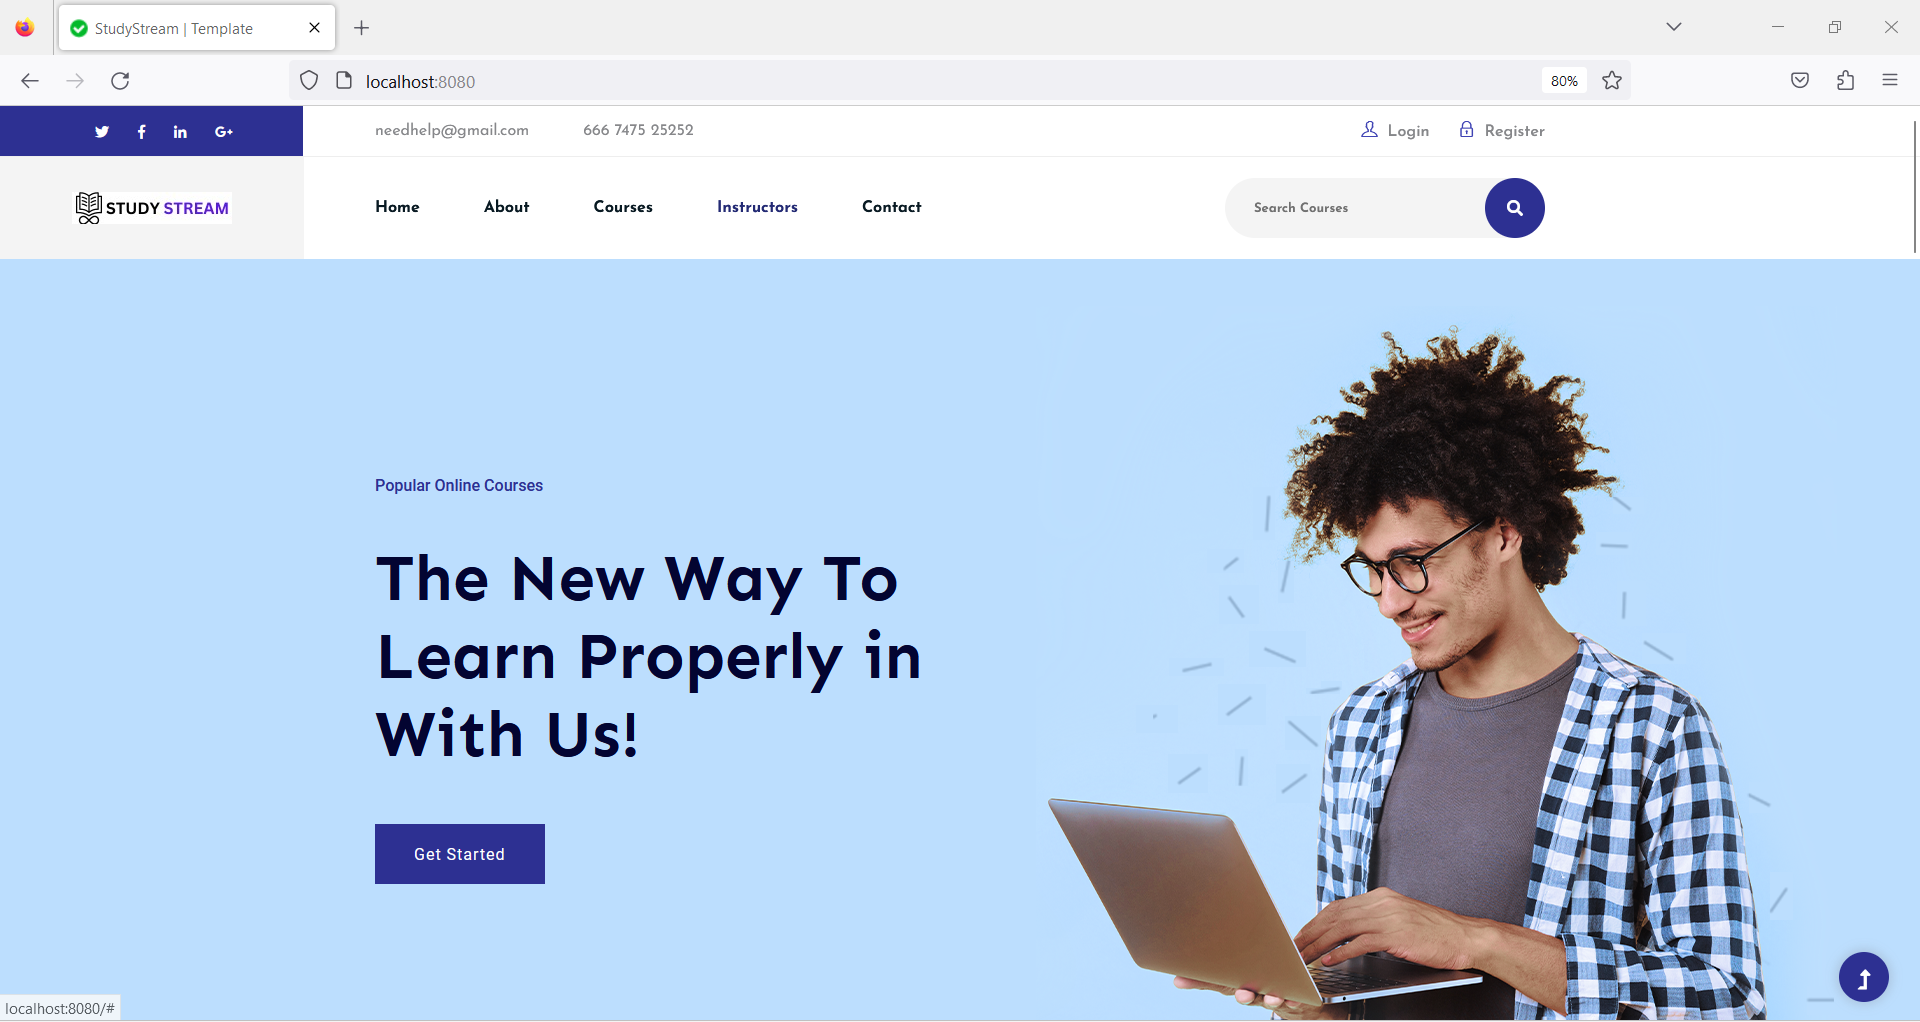 StudyStream | Template
localhost:8080
80%
needhelp@gmail.com
666 7475 25252
Login
Register
STUDY STREAM
Home
About
Courses
Instructors
Contact
Search Courses
Popular Online Courses
The New Way To
Learn Properly in
With Us!
Get Started
localhost:8080/#